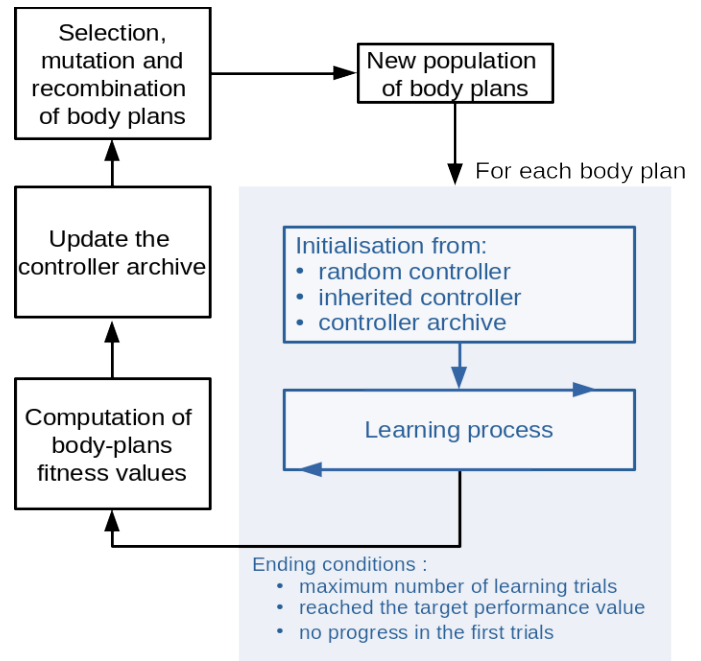 Selection,
mutation and
recombination
of body plans
New population
of body plans
For each body plan
Update the
controller archive
Initialisation from:
• random controller
• inherited controller
• controller archive
Computation of
body-plans
fitness values
Learning process
Ending conditions :
• maximum number of learning trials
• reached the target performance value
• no progress in the first trials